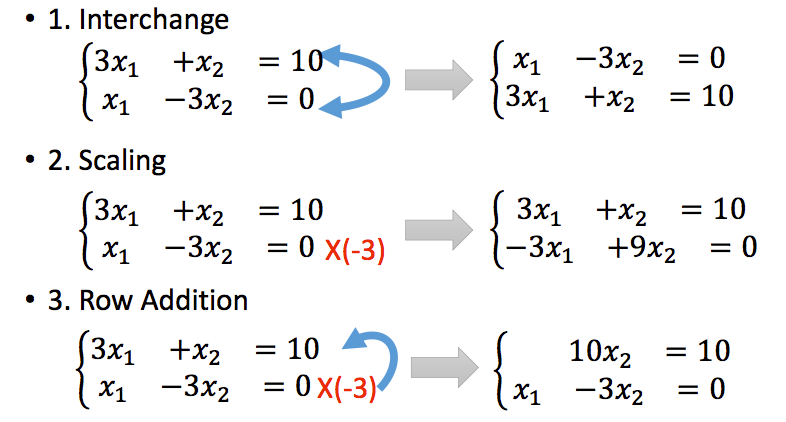 • 1. Interchange
3x₁ +x₂ = 10 x₁ −3x₂ = 0
x₁ −3x₂ = 0 3x₁ +x₂ = 10
• 2. Scaling
3x₁ +x₂ = 10 3x₁ +x₂ = 10
x₁ −3x₂ = 0 X(-3) −3x₁ +9x₂ = 0
• 3. Row Addition
3x₁ +x₂ = 10 10x₂ = 10
x₁ −3x₂ = 0 X(-3) x₁ −3x₂ = 0